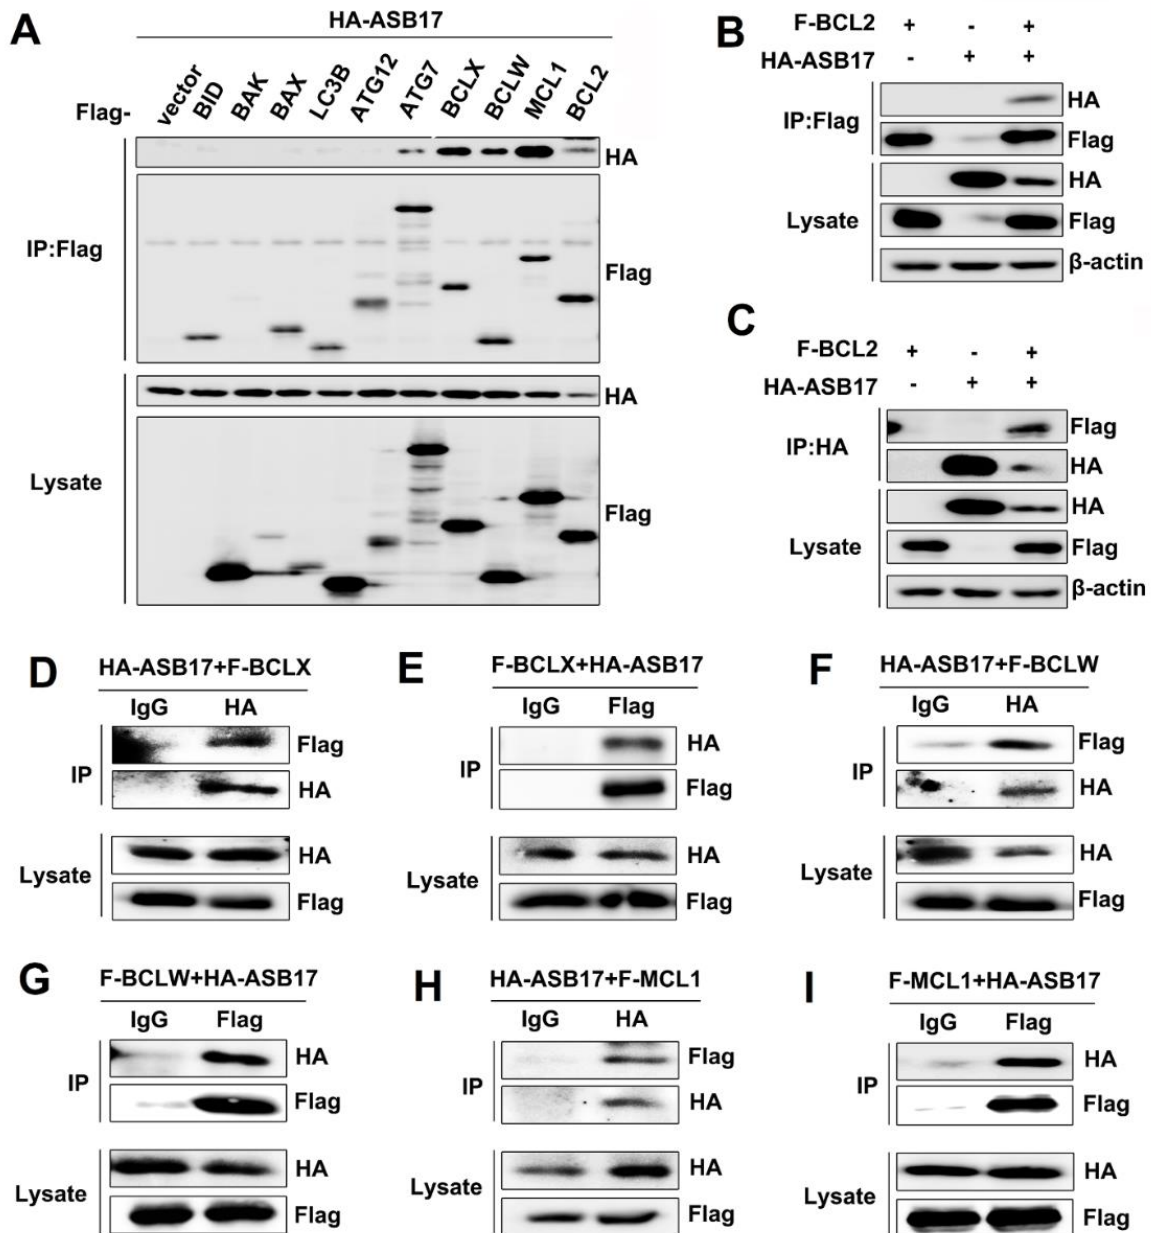 A
HA-ASB17
Flag- vector BID BAK BAX LC3B ATG12 ATG7 BCLX BCLW MCL1 BCL2
HA
IP:Flag
Flag
HA
Lysate
Flag
B
F-BCL2 + - +
HA-ASB17 - + +
IP:Flag
HA
Flag
Lysate
HA
Flag
β-actin
C
F-BCL2 + - +
HA-ASB17 - + +
IP:HA
Flag
HA
Lysate
HA
Flag
β-actin
D
HA-ASB17+F-BCLX
IgG HA
IP
Flag
HA
Lysate
HA
Flag
E
F-BCLX+HA-ASB17
IgG Flag
IP
HA
Flag
Lysate
HA
Flag
F
HA-ASB17+F-BCLW
IgG HA
IP
Flag
HA
Lysate
HA
Flag
G
F-BCLW+HA-ASB17
IgG Flag
IP
HA
Flag
Lysate
HA
Flag
H
HA-ASB17+F-MCL1
IgG HA
IP
Flag
HA
Lysate
HA
Flag
I
F-MCL1+HA-ASB17
IgG Flag
IP
HA
Flag
Lysate
HA
Flag